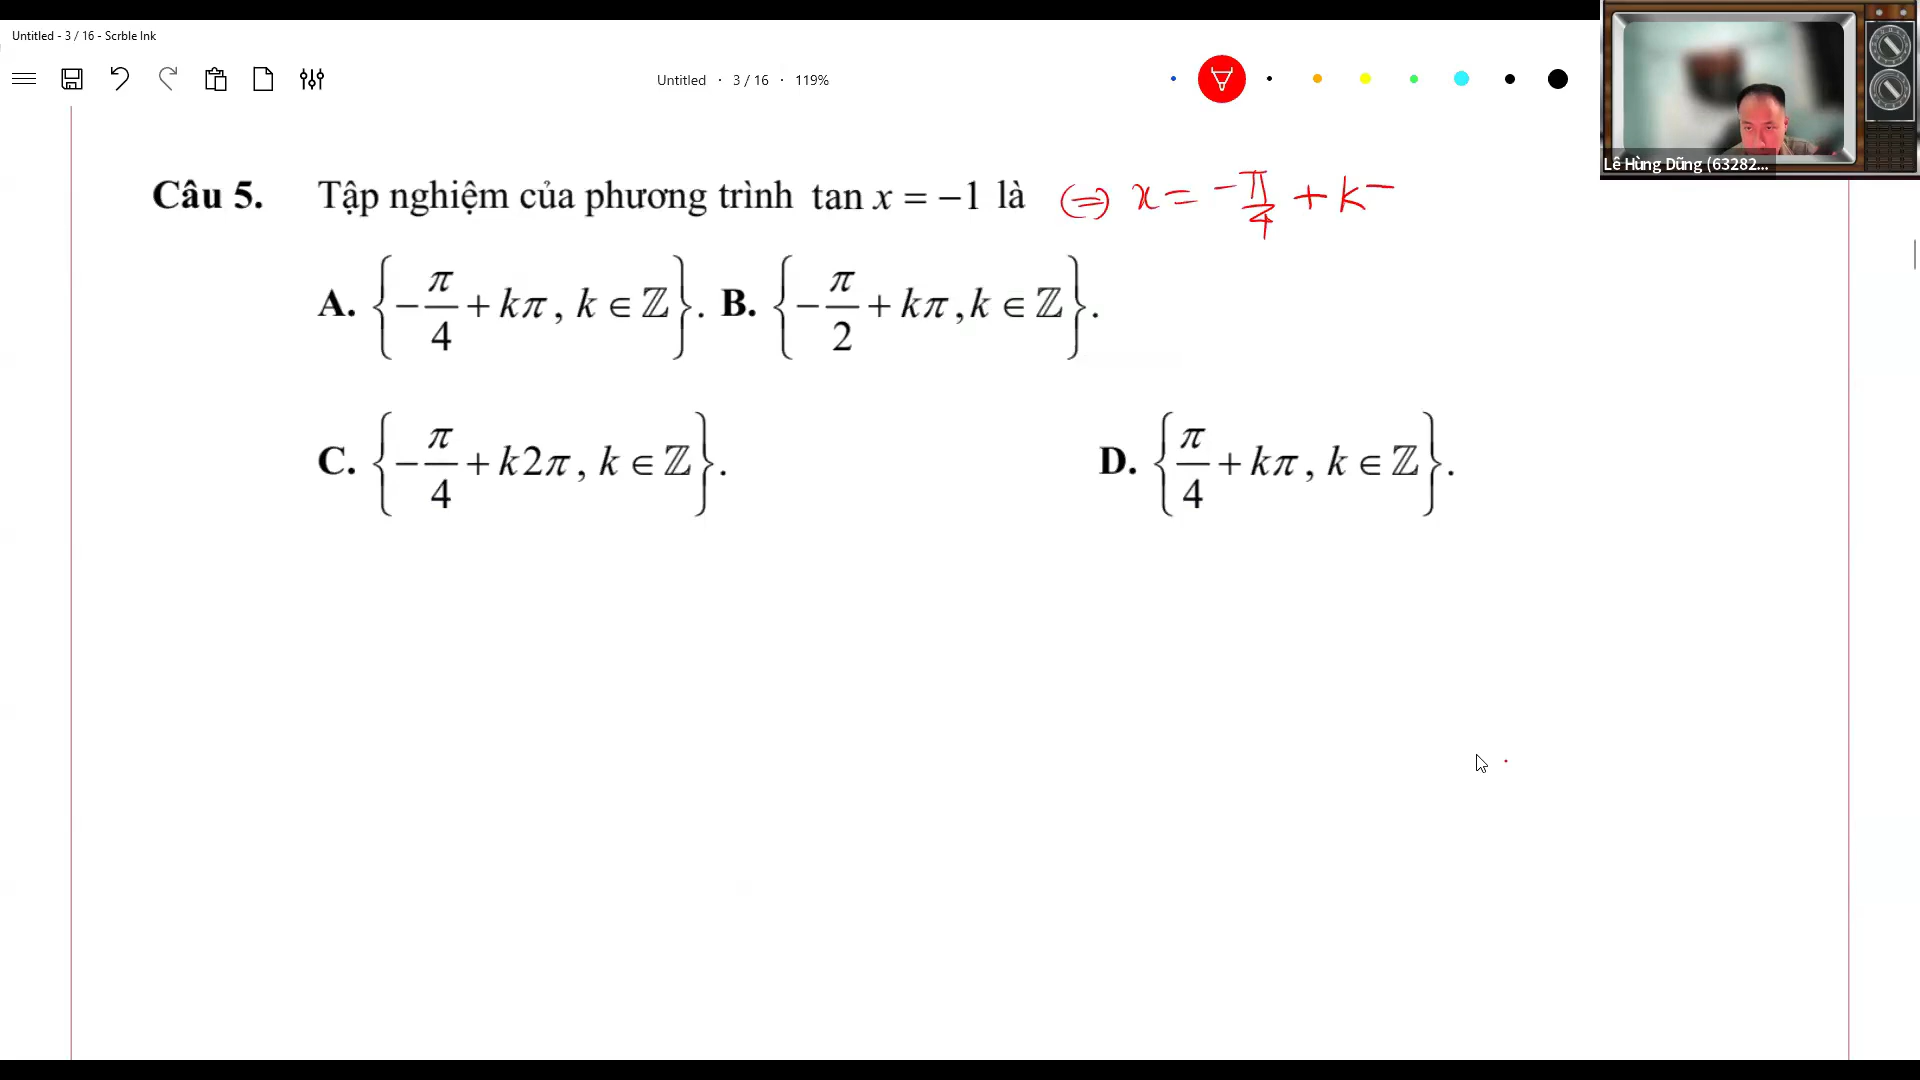 Untitled - 3 / 16 - Scrble Ink
Untitled · 3 / 16 · 119%
Lê Hùng Dũng (63282...
Câu 5. Tập nghiệm của phương trình tan x = −1 là ⇔ x = -π/4 + k
A. {−π/4 + kπ, k ∈ ℤ}. B. {−π/2 + kπ, k ∈ ℤ}.
C. {−π/4 + k2π, k ∈ ℤ}. D. {π/4 + kπ, k ∈ ℤ}.